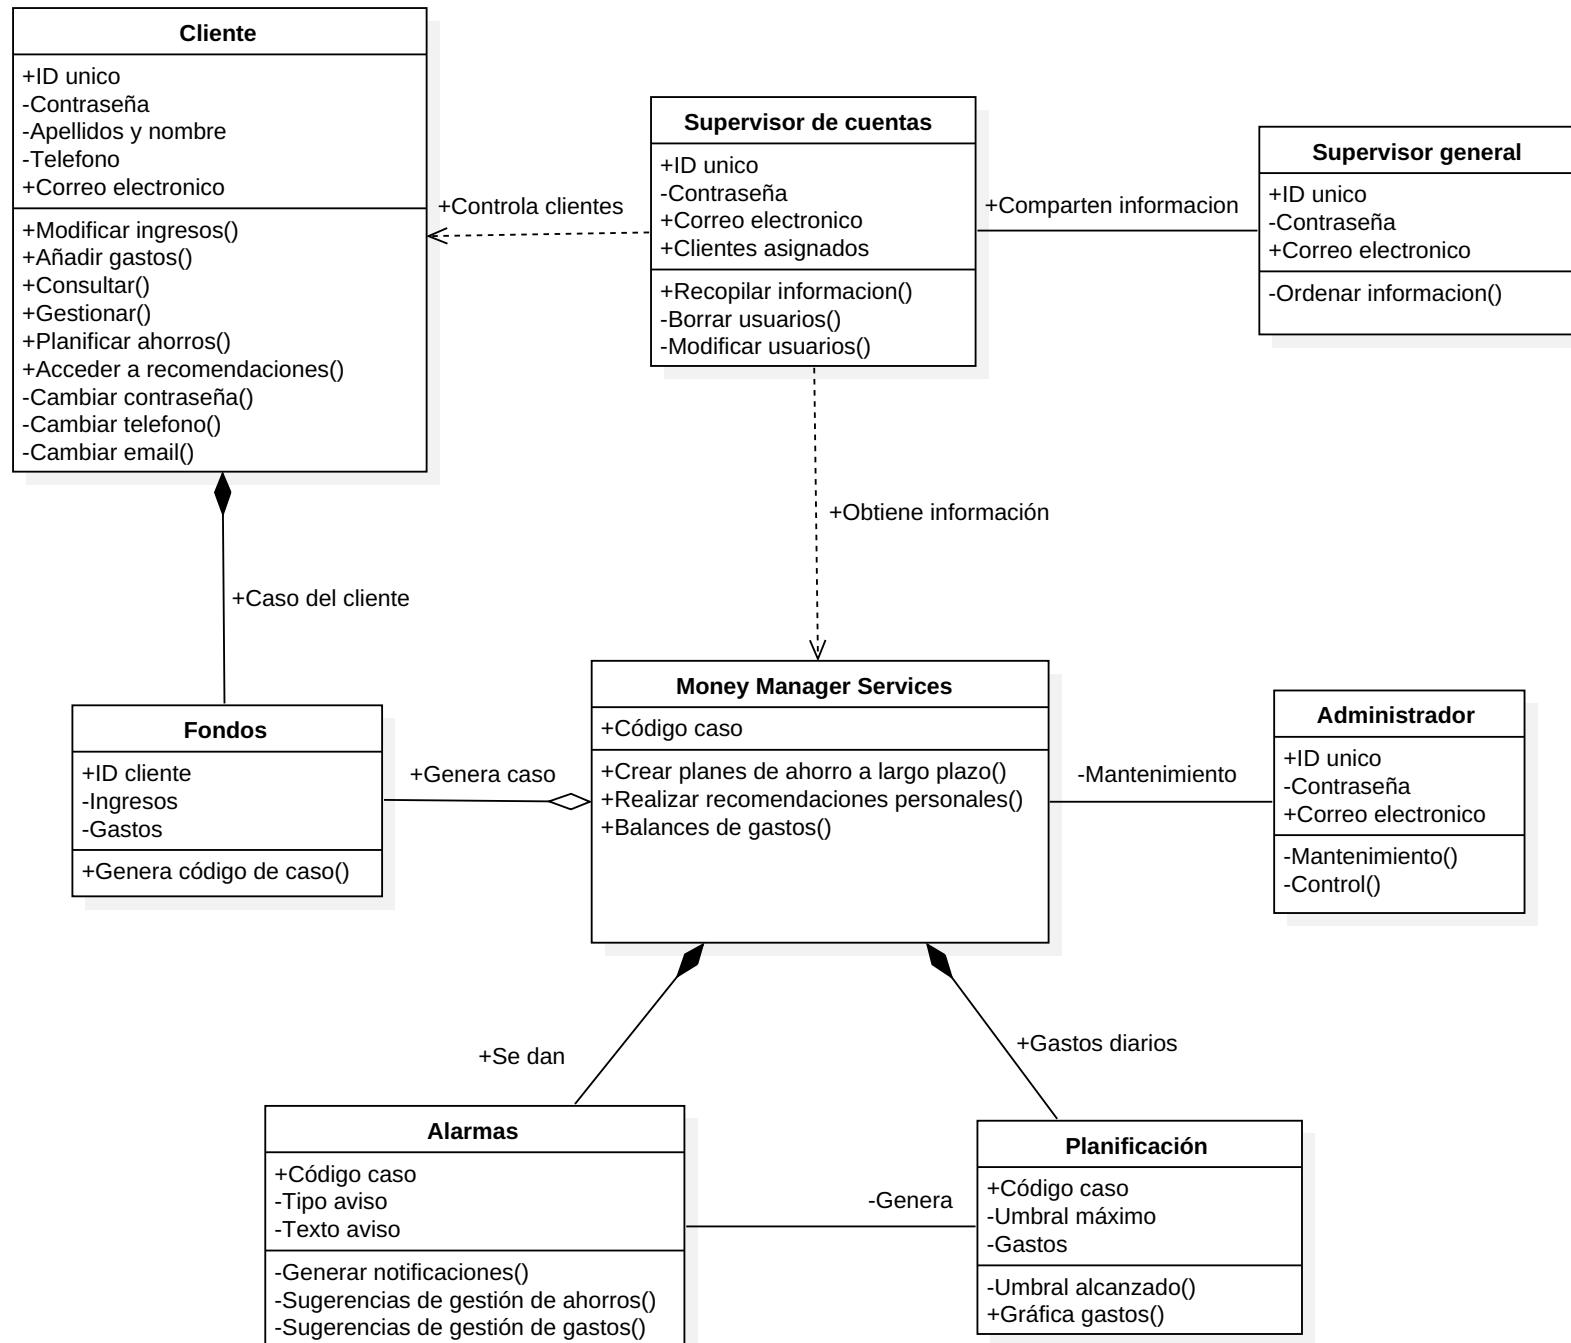 Cliente
+ID unico
-Contraseña
-Apellidos y nombre
-Telefono
+Correo electronico
+Modificar ingresos()
+Añadir gastos()
+Consultar()
+Gestionar()
+Planificar ahorros()
+Acceder a recomendaciones()
-Cambiar contraseña()
-Cambiar telefono()
-Cambiar email()
+Controla clientes
Supervisor de cuentas
+ID unico
-Contraseña
+Correo electronico
+Clientes asignados
+Recopilar informacion()
-Borrar usuarios()
-Modificar usuarios()
+Comparten informacion
Supervisor general
+ID unico
-Contraseña
+Correo electronico
-Ordenar informacion()
+Obtiene información
+Caso del cliente
Fondos
+ID cliente
-Ingresos
-Gastos
+Genera código de caso()
+Genera caso
Money Manager Services
+Código caso
+Crear planes de ahorro a largo plazo()
+Realizar recomendaciones personales()
+Balances de gastos()
-Mantenimiento
Administrador
+ID unico
-Contraseña
+Correo electronico
-Mantenimiento()
-Control()
+Se dan
+Gastos diarios
Alarmas
+Código caso
-Tipo aviso
-Texto aviso
-Generar notificaciones()
-Sugerencias de gestión de ahorros()
-Sugerencias de gestión de gastos()
-Genera
Planificación
+Código caso
-Umbral máximo
-Gastos
-Umbral alcanzado()
+Gráfica gastos()